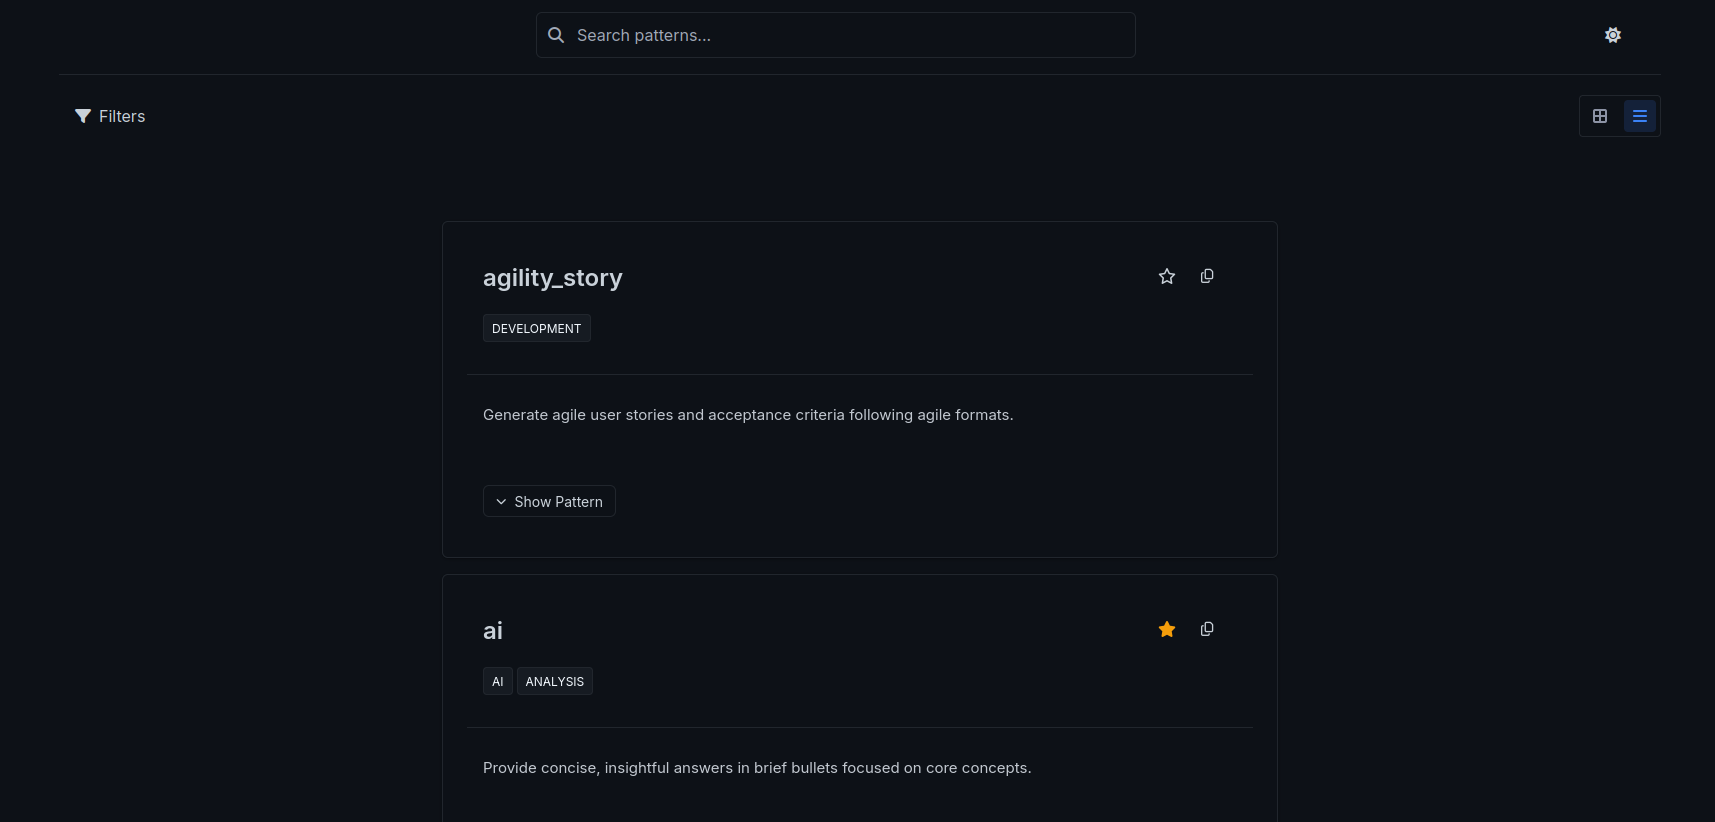 Search patterns...
Filters
agility_story
DEVELOPMENT
Generate agile user stories and acceptance criteria following agile formats.
Show Pattern
ai
AI ANALYSIS
Provide concise, insightful answers in brief bullets focused on core concepts.